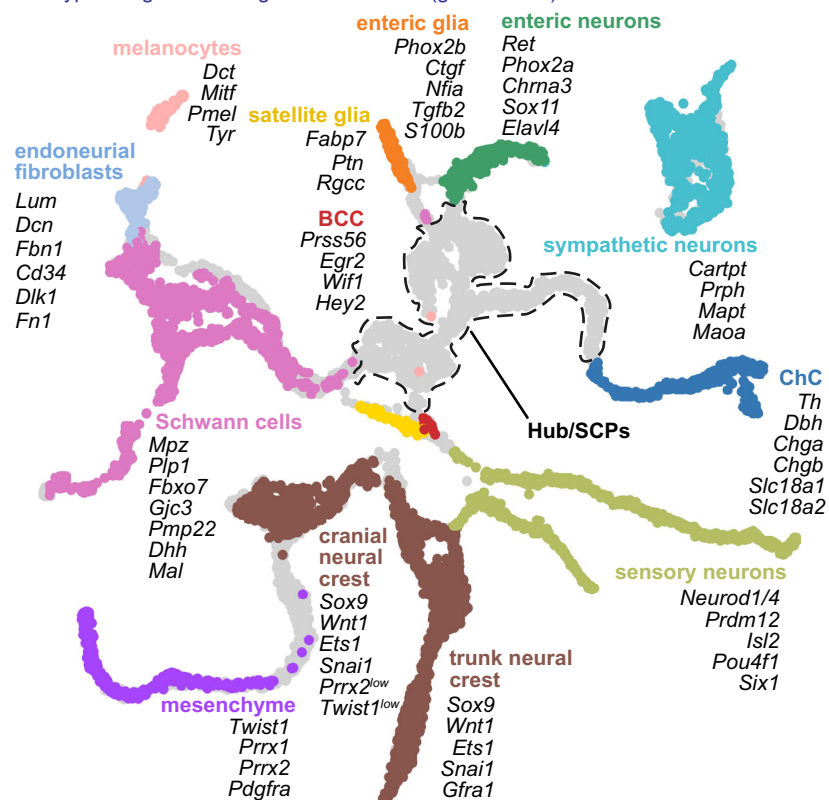 melanocytes
Dct
Mitf
Pmel
Tyr
enteric glia
Phox2b
Ctgf
Nfia
Tgfb2
S100b
enteric neurons
Ret
Phox2a
Chrna3
Sox11
Elavl4
satellite glia
Fabp7
Ptn
Rgcc
endoneurial
fibroblasts
Lum
Dcn
Fbn1
Cd34
Dlk1
Fn1
BCC
Prss56
Egr2
Wif1
Hey2
sympathetic neurons
Cartpt
Prph
Mapt
Maoa
ChC
Th
Dbh
Chga
Chgb
Slc18a1
Slc18a2
Hub/SCPs
Schwann cells
Mpz
Plp1
Fbxo7
Gjc3
Pmp22
Dhh
Mal
cranial
neural
crest
Sox9
Wnt1
Ets1
Snai1
Prrx2low
Twist1low
sensory neurons
Neurod1/4
Prdm12
Isl2
Pou4f1
Six1
trunk neural
crest
Sox9
Wnt1
Ets1
Snai1
Gfra1
mesenchyme
Twist1
Prrx1
Prrx2
Pdgfra